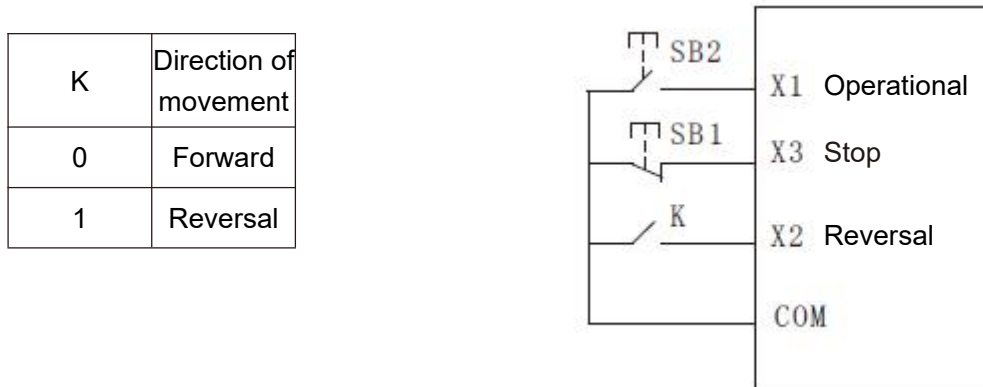 K
Direction of
movement
0
Forward
1
Reversal
SB2
X1 Operational
SB1
X3 Stop
K
X2 Reversal
COM